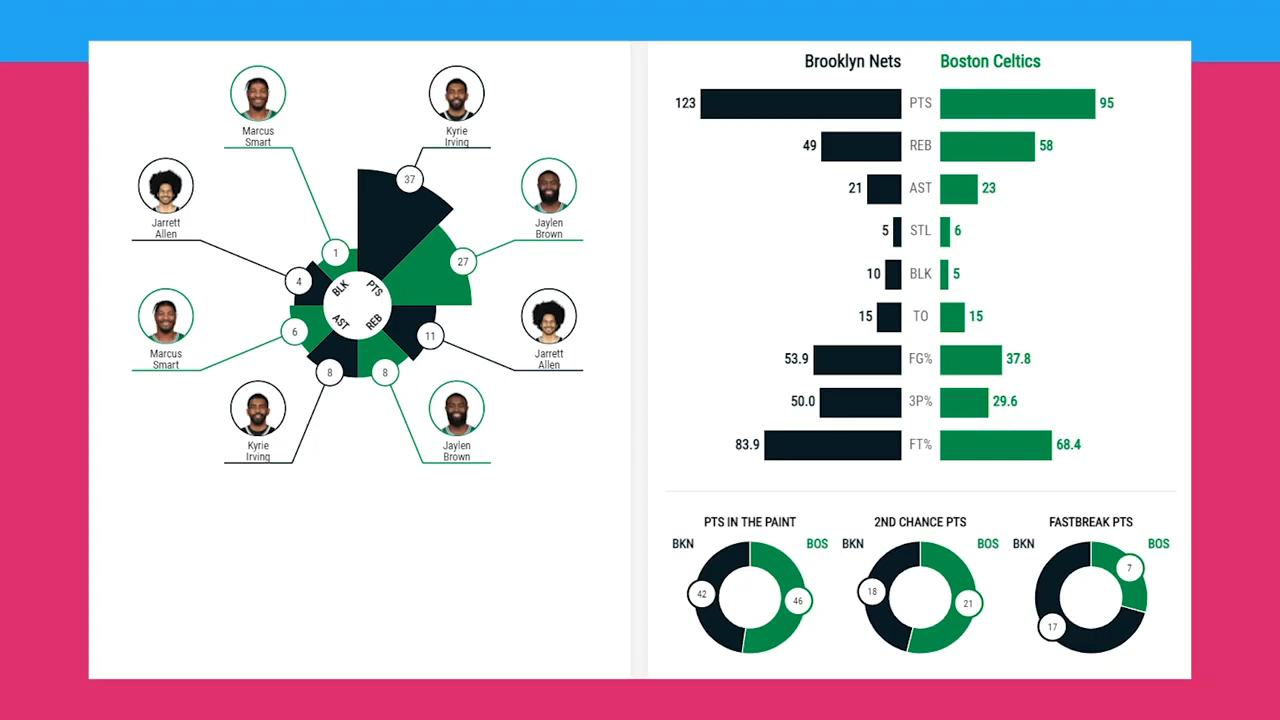 Marcus
Smart
Kyrie
Irving
37
Jarrett
Allen
Jaylen
Brown
1
27
4
BLK
PTS
AST
REB
Marcus
Smart
6
11
Jarrett
Allen
8
8
Kyrie
Irving
Jaylen
Brown
Brooklyn Nets Boston Celtics
123 PTS 95
49 REB 58
21 AST 23
5 STL 6
10 BLK 5
15 TO 15
53.9 FG% 37.8
50.0 3P% 29.6
83.9 FT% 68.4
PTS IN THE PAINT
BKN BOS
42 46
2ND CHANCE PTS
BKN BOS
18 21
FASTBREAK PTS
BKN BOS
7
17